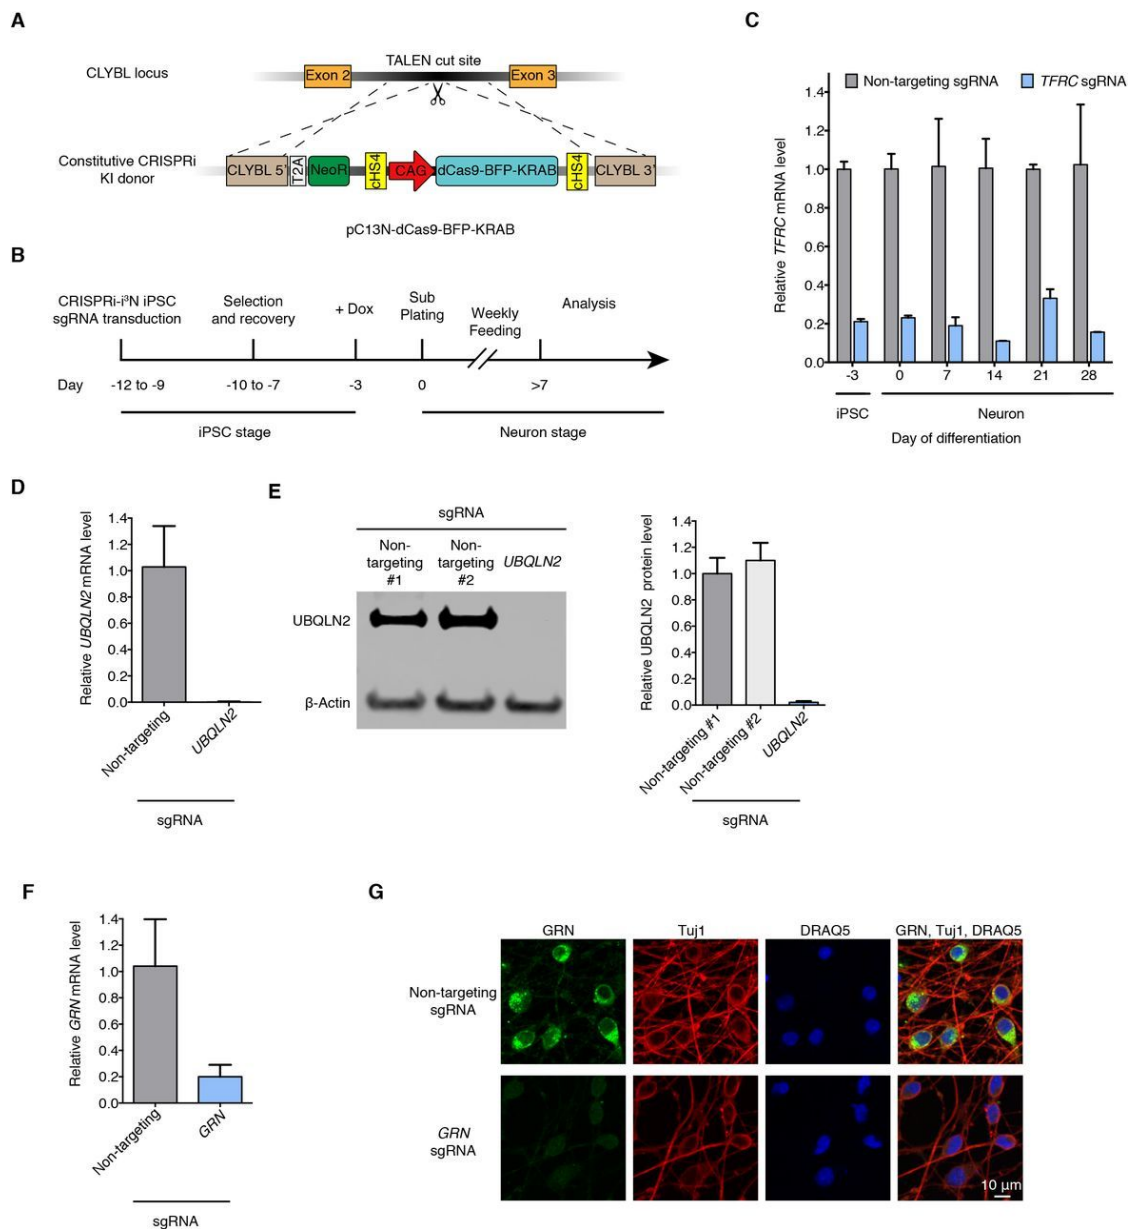 A
TALEN cut site
CLYBL locus
Exon 2
Exon 3
Constitutive CRISPRi
KI donor
CLYBL 5'
T2A
NeoR
cHS4
CAG
dCas9-BFP-KRAB
cHS4
CLYBL 3'
pC13N-dCas9-BFP-KRAB
B
CRISPRi-i³N iPSC
sgRNA transduction
Selection
and recovery
+ Dox
Sub
Plating
Weekly
Feeding
Analysis
Day
-12 to -9
-10 to -7
-3
0
>7
iPSC stage
Neuron stage
C
Non-targeting sgRNA
TFRC sgRNA
Relative TFRC mRNA level
1.4
1.2
1.0
0.8
0.6
0.4
0.2
0.0
-3
0
7
14
21
28
iPSC
Neuron
Day of differentiation
D
Relative UBQLN2 mRNA level
1.4
1.2
1.0
0.8
0.6
0.4
0.2
0.0
Non-targeting
UBQLN2
sgRNA
E
sgRNA
Non-
targeting
#1
Non-
targeting
#2
UBQLN2
UBQLN2
β-Actin
Relative UBQLN2 protein level
1.4
1.2
1.0
0.8
0.6
0.4
0.2
0.0
Non-targeting #1
Non-targeting #2
UBQLN2
sgRNA
F
Relative GRN mRNA level
1.4
1.2
1.0
0.8
0.6
0.4
0.2
0.0
Non-targeting
GRN
sgRNA
G
GRN
Tuj1
DRAQ5
GRN, Tuj1, DRAQ5
Non-targeting
sgRNA
GRN
sgRNA
10 μm